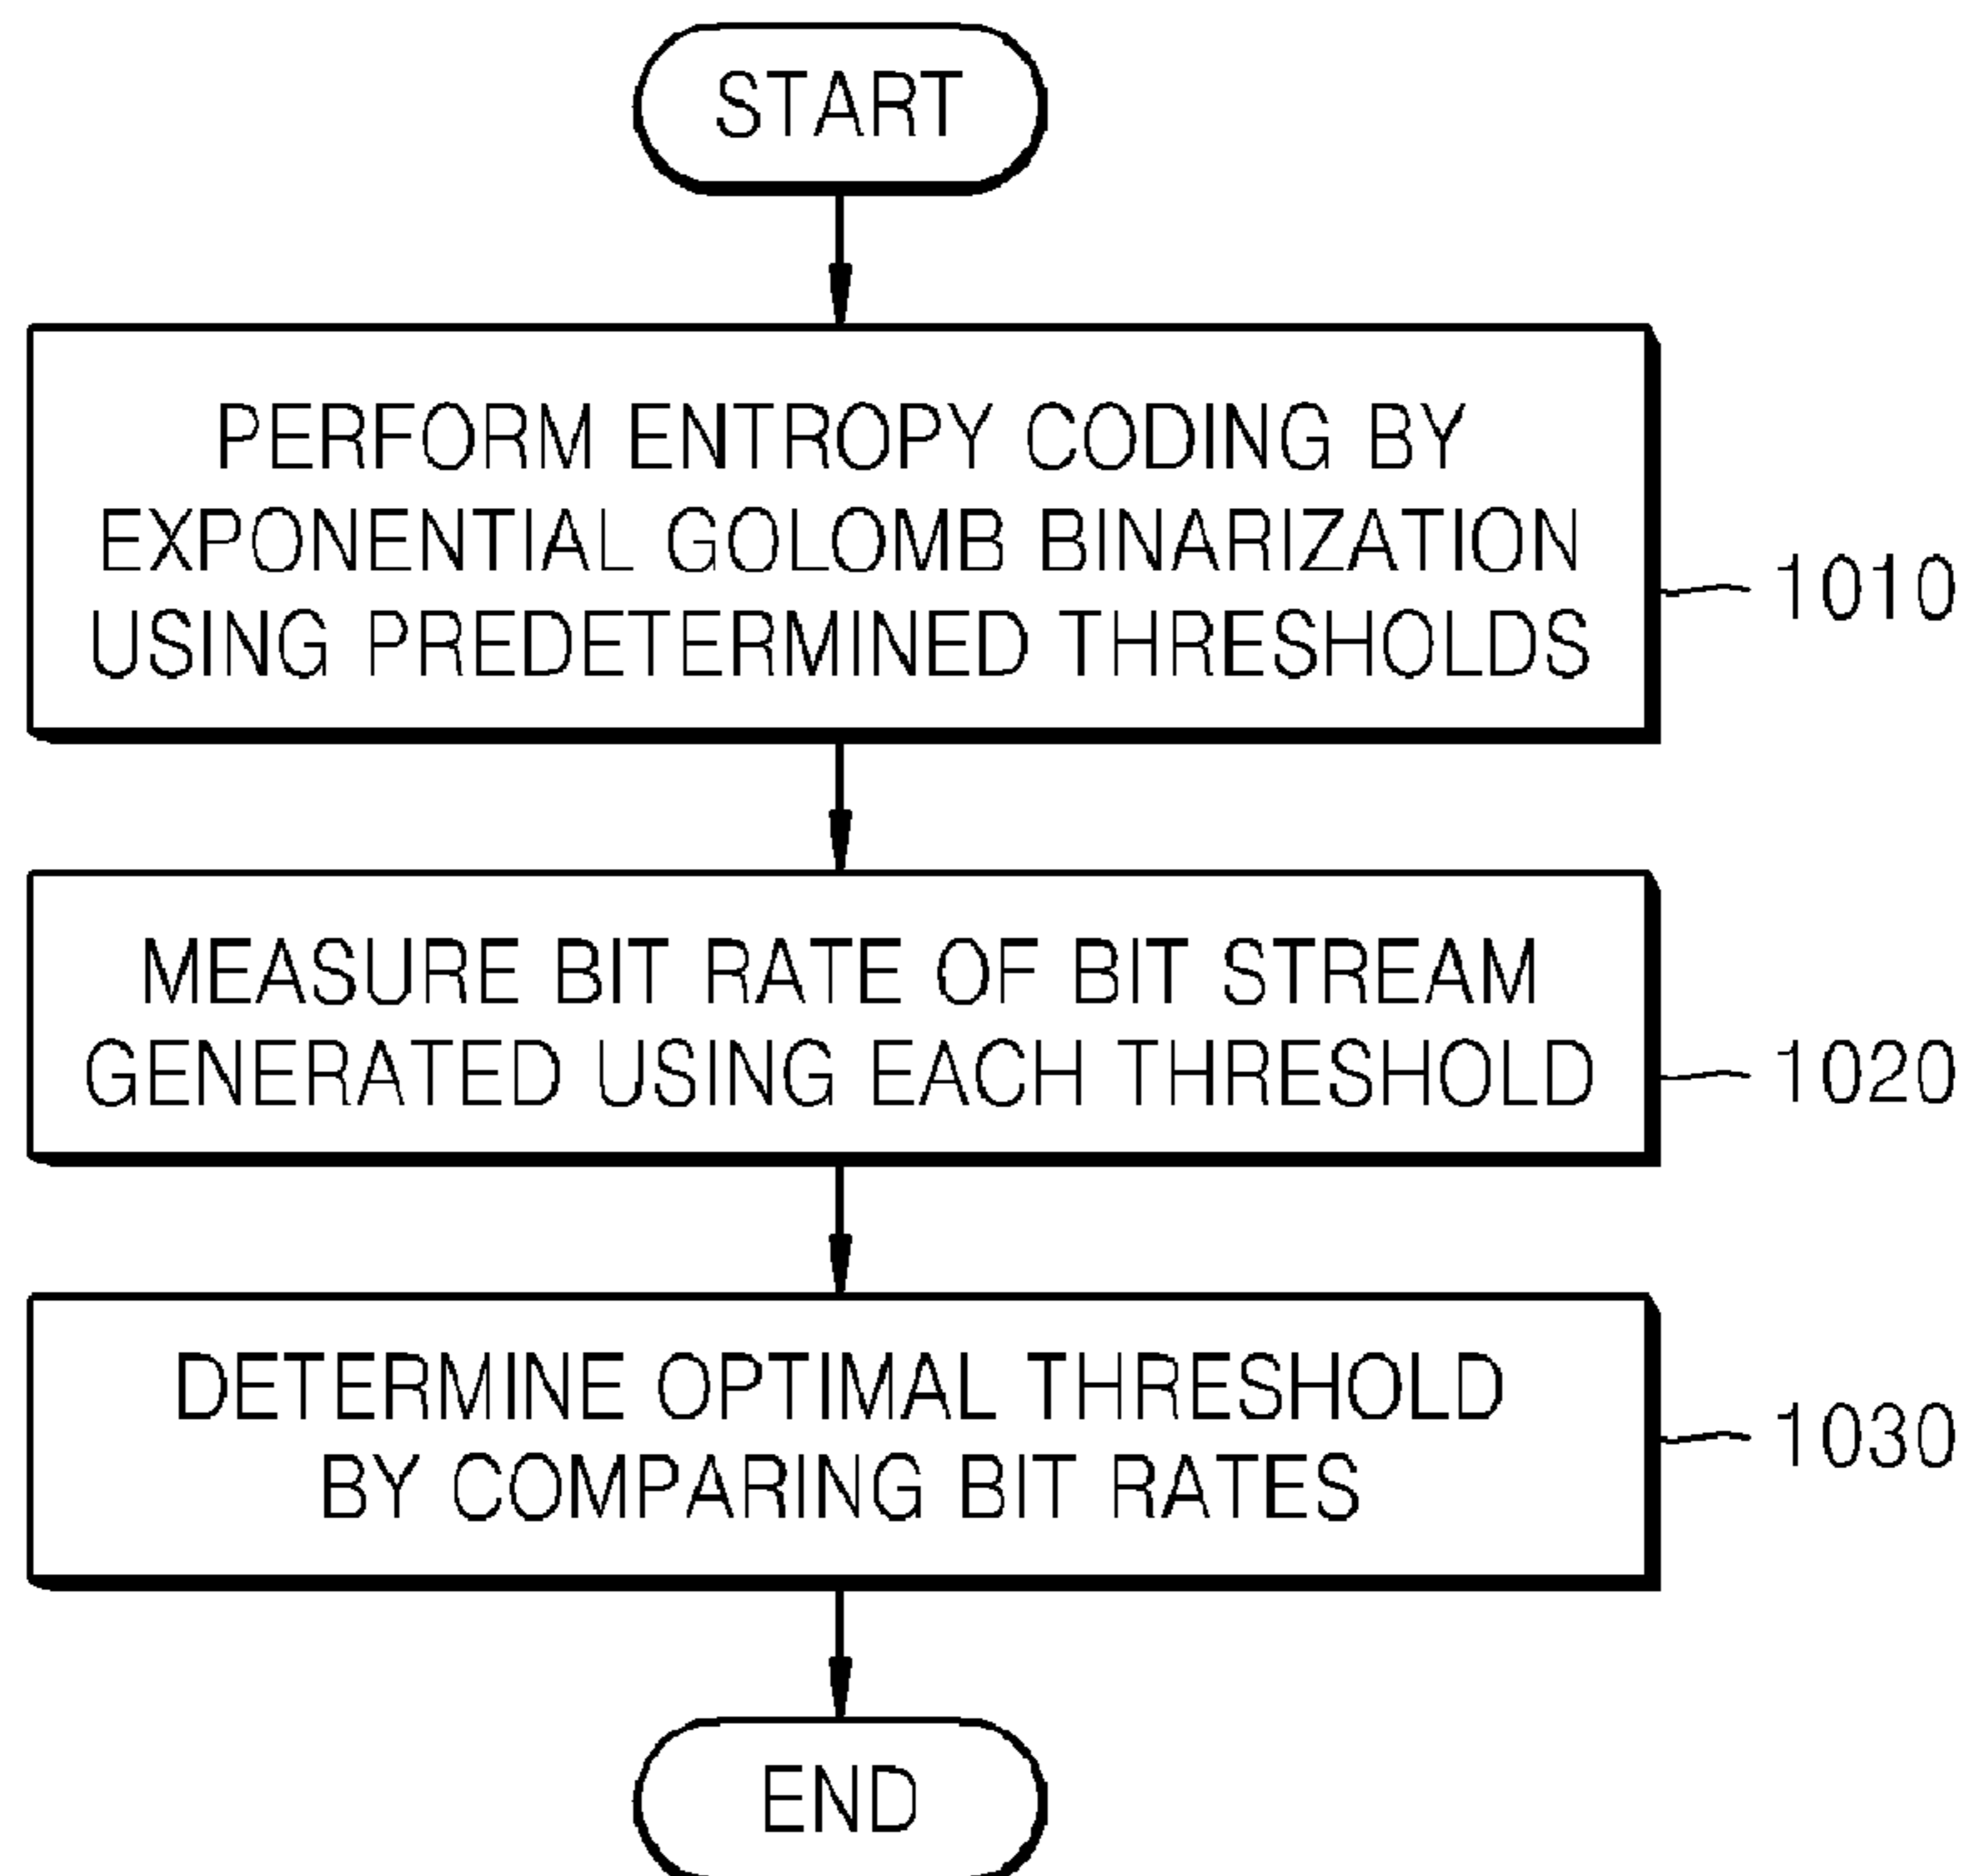 START
PERFORM ENTROPY CODING BY
EXPONENTIAL GOLOMB BINARIZATION
USING PREDETERMINED THRESHOLDS
1010
MEASURE BIT RATE OF BIT STREAM
GENERATED USING EACH THRESHOLD
1020
DETERMINE OPTIMAL THRESHOLD
BY COMPARING BIT RATES
1030
END